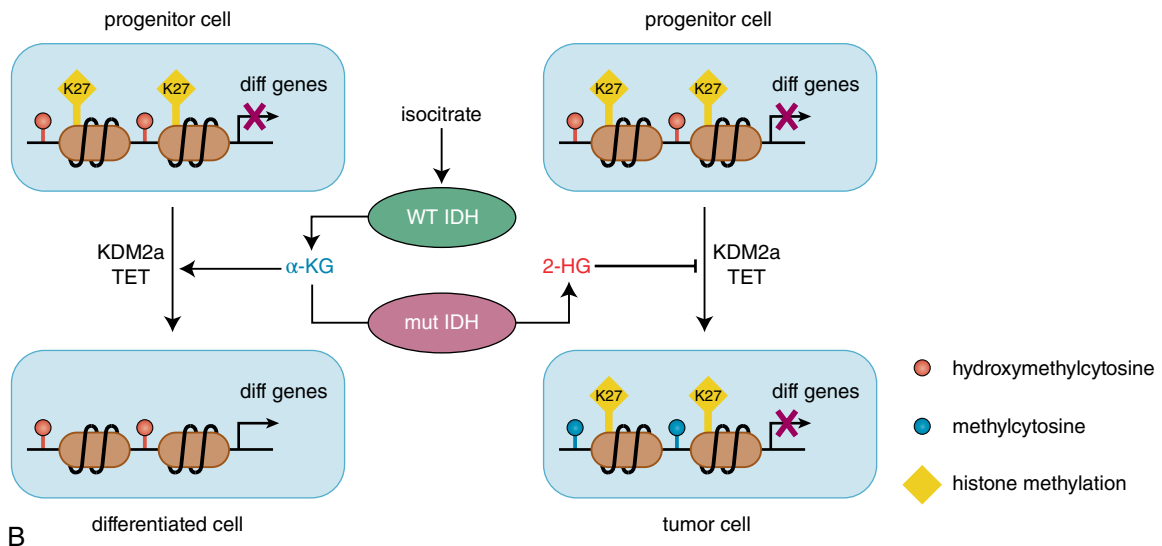 progenitor cell
progenitor cell
K27
K27
diff genes
K27
K27
diff genes
isocitrate
WT IDH
KDM2a
TET
α-KG
2-HG
KDM2a
TET
mut IDH
diff genes
K27
K27
diff genes
hydroxymethylcytosine
methylcytosine
histone methylation
differentiated cell
tumor cell
B